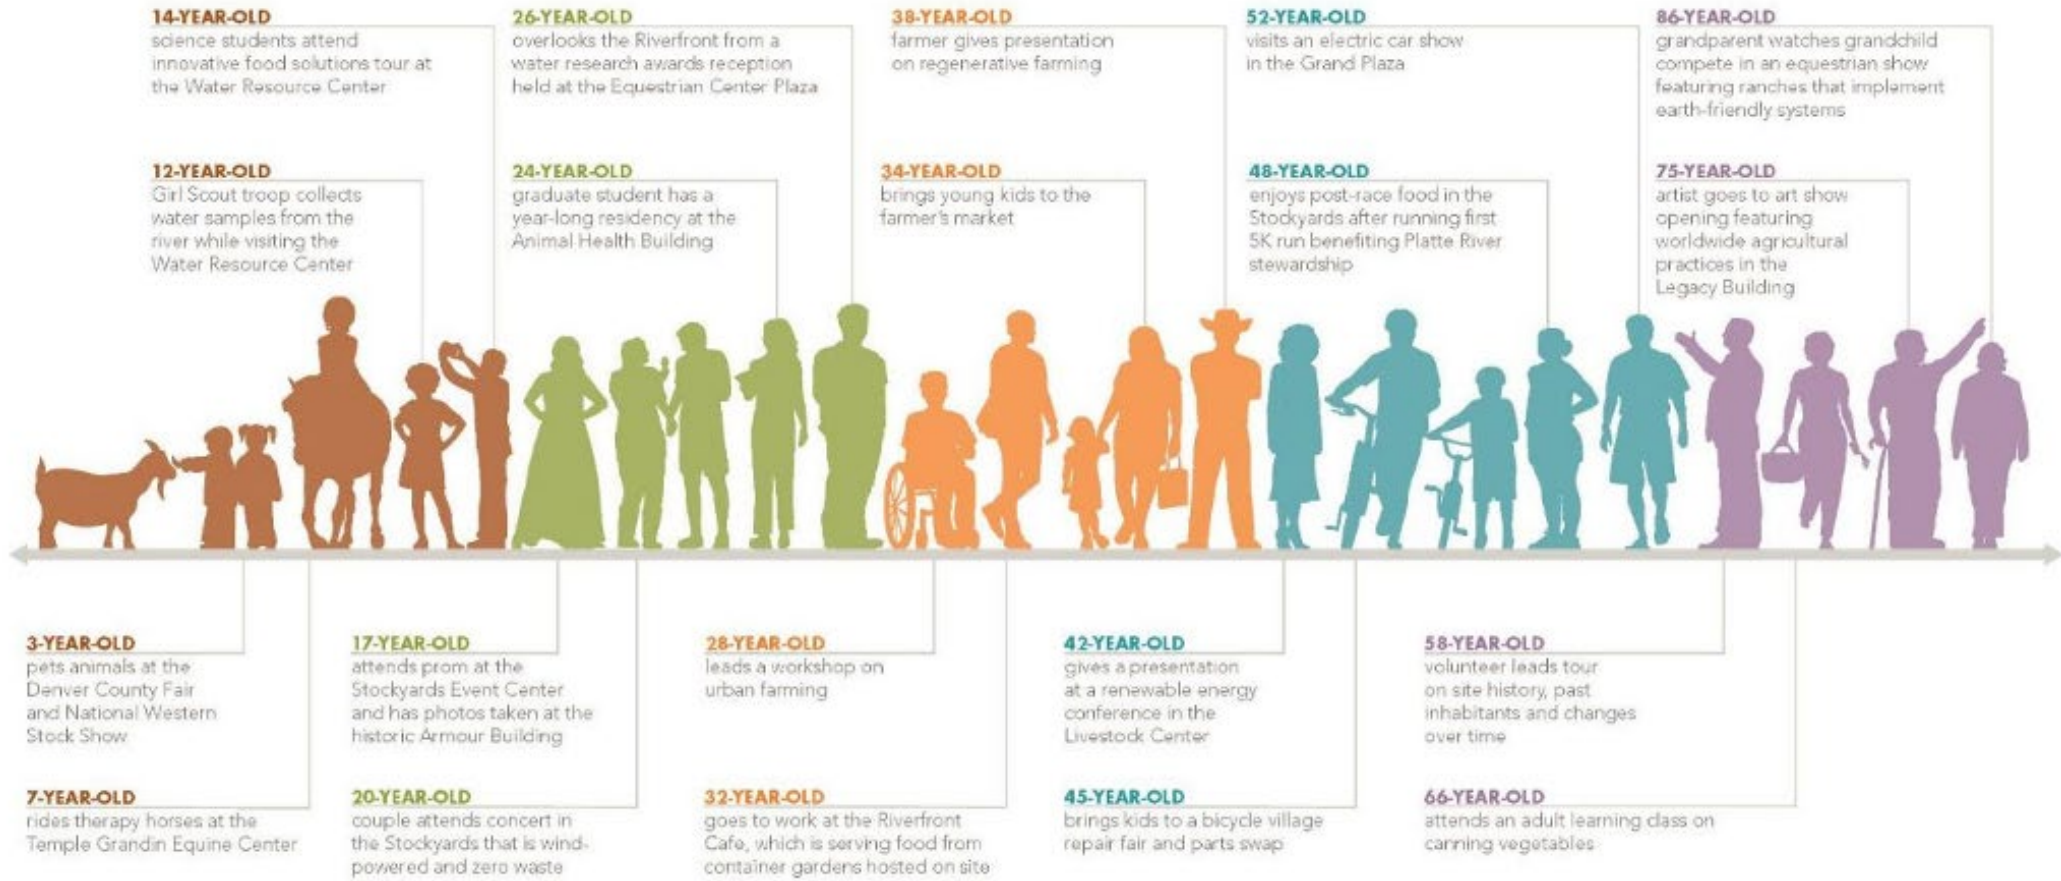 14-YEAR-OLD
science students attend
innovative food solutions tour at
the Water Resource Center
26-YEAR-OLD
overlooks the Riverfront from a
water research awards reception
held at the Equestrian Center Plaza
38-YEAR-OLD
farmer gives presentation
on regenerative farming
52-YEAR-OLD
visits an electric car show
in the Grand Plaza
86-YEAR-OLD
grandparent watches grandchild
compete in an equestrian show
featuring ranches that implement
earth-friendly systems
12-YEAR-OLD
Girl Scout troop collects
water samples from the
river while visiting the
Water Resource Center
24-YEAR-OLD
graduate student has a
year-long residency at the
Animal Health Building
34-YEAR-OLD
brings young kids to the
farmer's market
48-YEAR-OLD
enjoys post-race food in the
Stockyards after running first
5K run benefiting Platte River
stewardship
75-YEAR-OLD
artist goes to art show
opening featuring
worldwide agricultural
practices in the
Legacy Building
3-YEAR-OLD
pets animals at the
Denver County Fair
and National Western
Stock Show
17-YEAR-OLD
attends prom at the
Stockyards Event Center
and has photos taken at the
historic Armour Building
28-YEAR-OLD
leads a workshop on
urban farming
42-YEAR-OLD
gives a presentation
at a renewable energy
conference in the
Livestock Center
58-YEAR-OLD
volunteer leads tour
on site history, past
inhabitants and changes
over time
7-YEAR-OLD
rides therapy horses at the
Temple Grandin Equine Center
20-YEAR-OLD
couple attends concert in
the Stockyards that is wind-
powered and zero waste
32-YEAR-OLD
goes to work at the Riverfront
Cafe, which is serving food from
container gardens hosted on site
45-YEAR-OLD
brings kids to a bicycle village
repair fair and parts swap
66-YEAR-OLD
attends an adult learning class on
canning vegetables